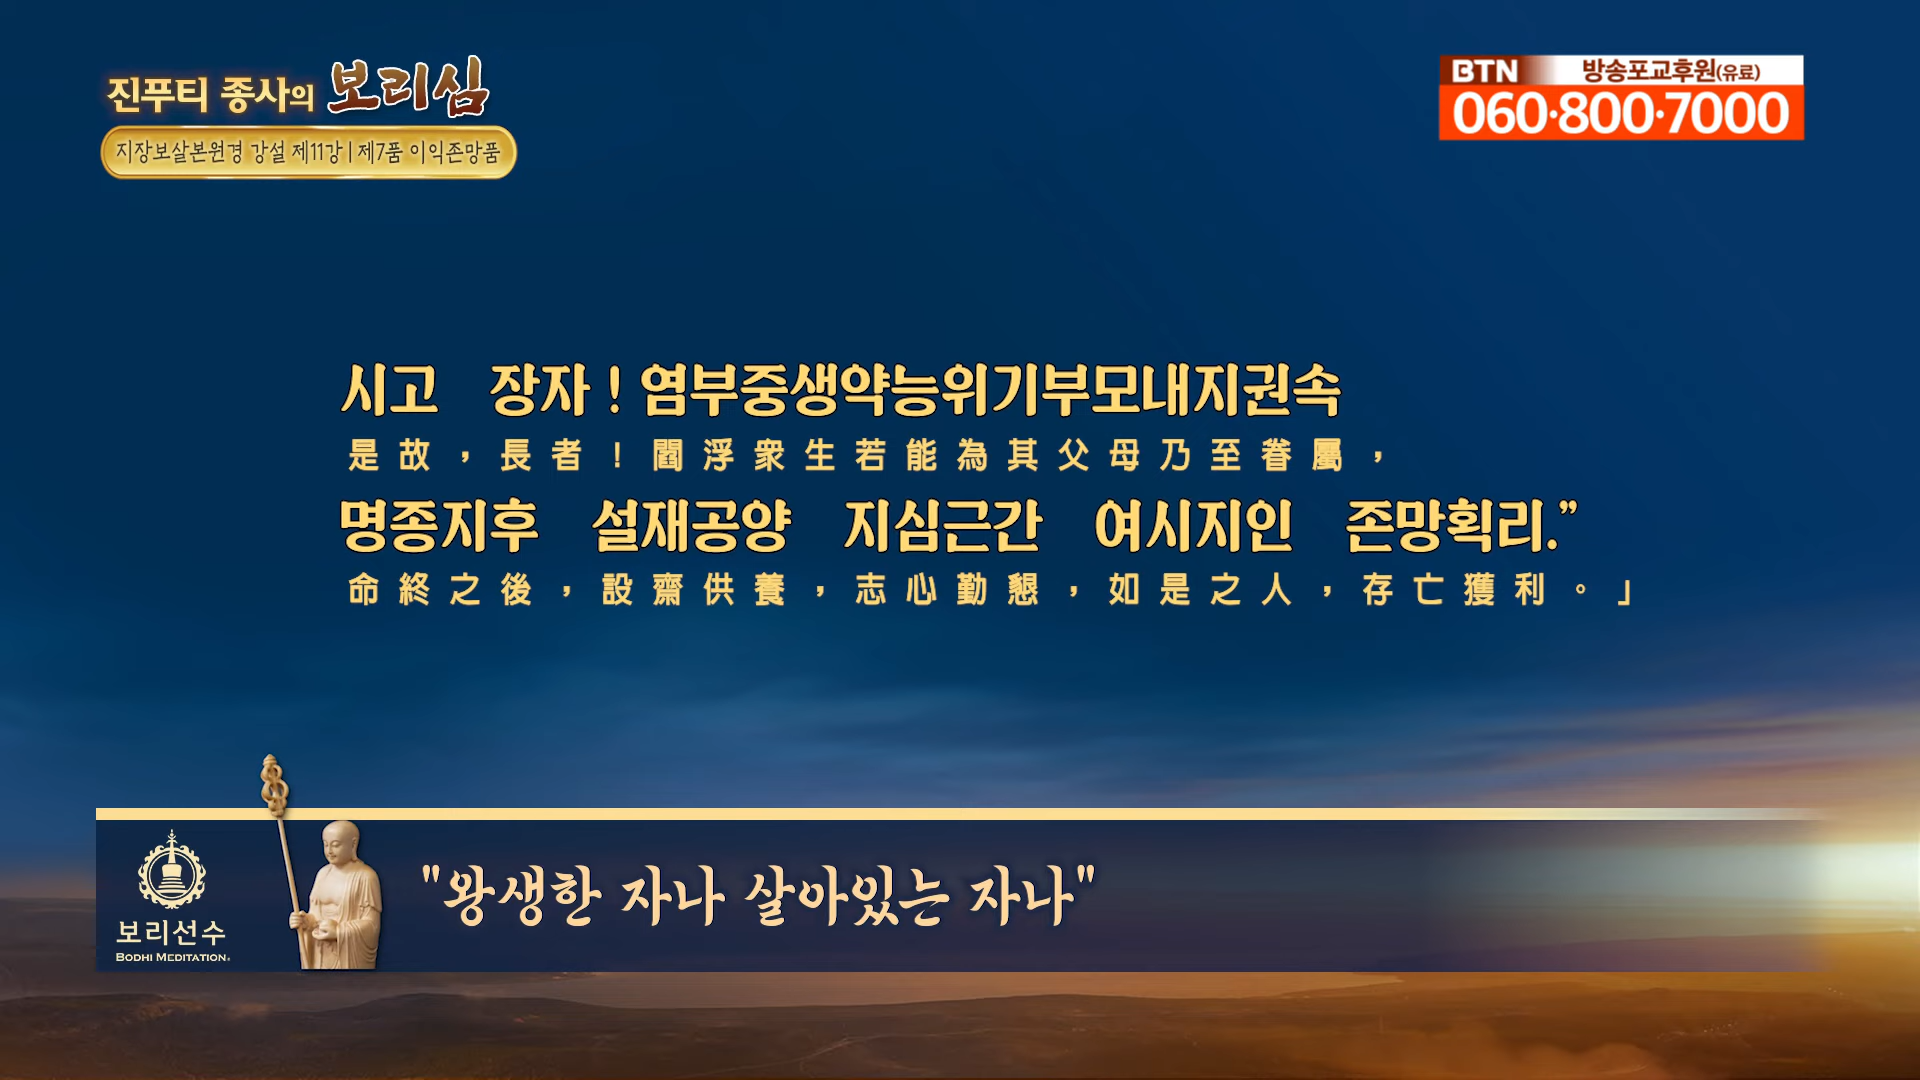 진푸티 종사의 보리심
지장보살본원경 강설 제11강 | 제7품 이익존망품
BTN 방송포교후원(유료)
060·800·7000
시고 장자! 염부중생약능위기부모내지권속
是故，長者！閻浮衆生若能為其父母乃至眷屬，
명종지후 설재공양 지심근간 여시지인 존망획리.”
命終之後，設齋供養，志心勤懇，如是之人，存亡獲利。」
"왕생한 자나 살아있는 자나"
보리선수
BODHI MEDITATION